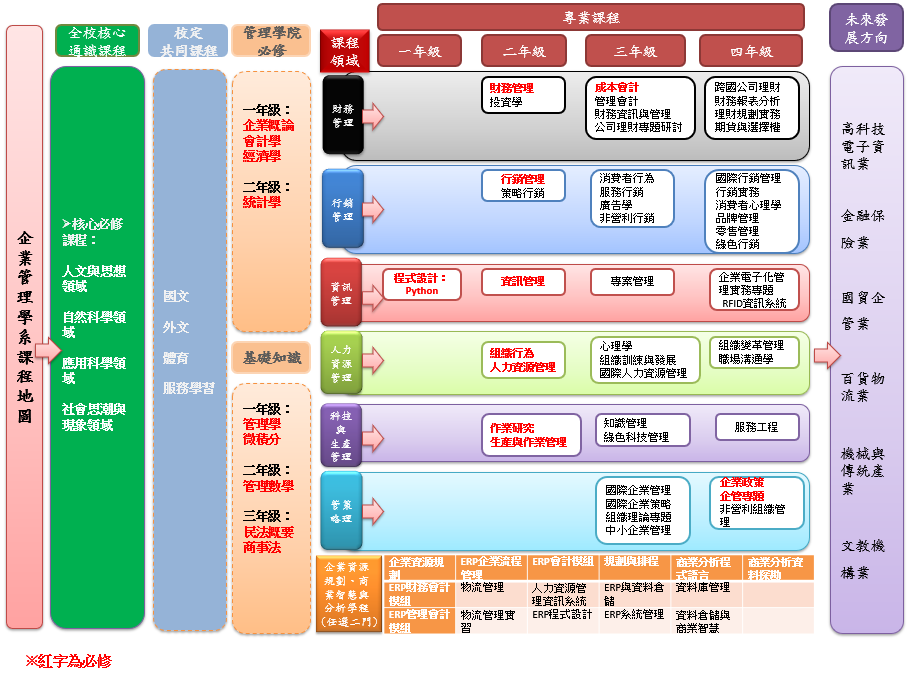 企業管理學系課程地圖
全校核心
通識課程
➢核心必修
課程：
人文與思想
領域
自然科學領
域
應用科學領
域
社會思潮與
現象領域
校定
共同課程
國文
外文
體育
服務學習
管理學院
必修
一年級：
企業概論
會計學
經濟學
二年級：
統計學
基礎知識
一年級：
管理學
微積分
二年級：
管理數學
三年級：
民法概要
商事法
課程
領域
專業課程
一年級
二年級
三年級
四年級
財務
管理
財務管理
投資學
成本會計
管理會計
財務資訊與管理
公司理財專題研討
跨國公司理財
財務報表分析
理財規劃實務
期貨與選擇權
行銷
管理
行銷管理
策略行銷
消費者行為
服務行銷
廣告學
非營利行銷
國際行銷管理
行銷實務
消費者心理學
品牌管理
零售管理
綠色行銷
資訊
管理
程式設計：
Python
資訊管理
專案管理
企業電子化管
理實務專題
RFID資訊系統
人力
資源
管理
組織行為
人力資源管理
心理學
組織訓練與發展
國際人力資源管理
組織變革管理
職場溝通學
科技
與
生產
管理
作業研究
生產與作業管理
知識管理
綠色科技管理
服務工程
管策
略理
國際企業管理
國際企業策略
組織理論專題
中小企業管理
企業政策
企管專題
非營利組織管
理
企業資源
規劃、商
業智慧與
分析學程
(任選二門)
企業資源規
劃
ERP企業流程
管理
ERP會計模組
規劃與排程
商業分析程
式語言
商業分析資
料探勘
ERP財務會計
模組
物流管理
人力資源管
理資訊系統
ERP與資料倉
儲
資料庫管理
ERP管理會計
模組
物流管理實
習
ERP程式設計
ERP系統管理
資料倉儲與
商業智慧
未來發
展方向
高科技
電子資
訊業
金融保
險業
國貿企
管業
百貨物
流業
機械與
傳統產
業
文教機
構業
※紅字為必修